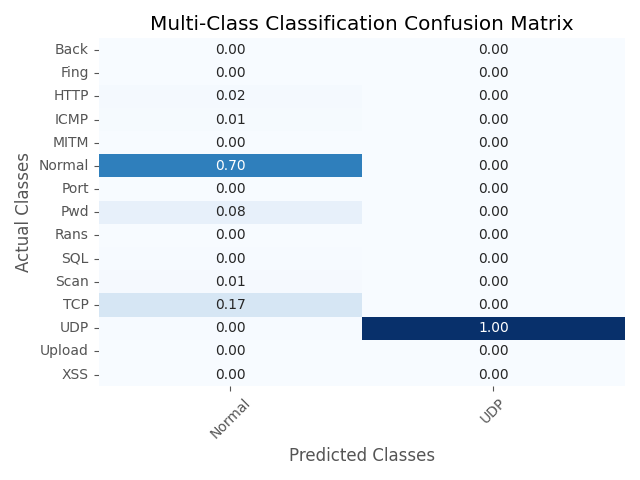 Multi-Class Classification Confusion Matrix
Actual Classes
Back 0.00 0.00
Fing 0.00 0.00
HTTP 0.02 0.00
ICMP 0.01 0.00
MITM 0.00 0.00
Normal 0.70 0.00
Port 0.00 0.00
Pwd 0.08 0.00
Rans 0.00 0.00
SQL 0.00 0.00
Scan 0.01 0.00
TCP 0.17 0.00
UDP 0.00 1.00
Upload 0.00 0.00
XSS 0.00 0.00
Normal UDP
Predicted Classes